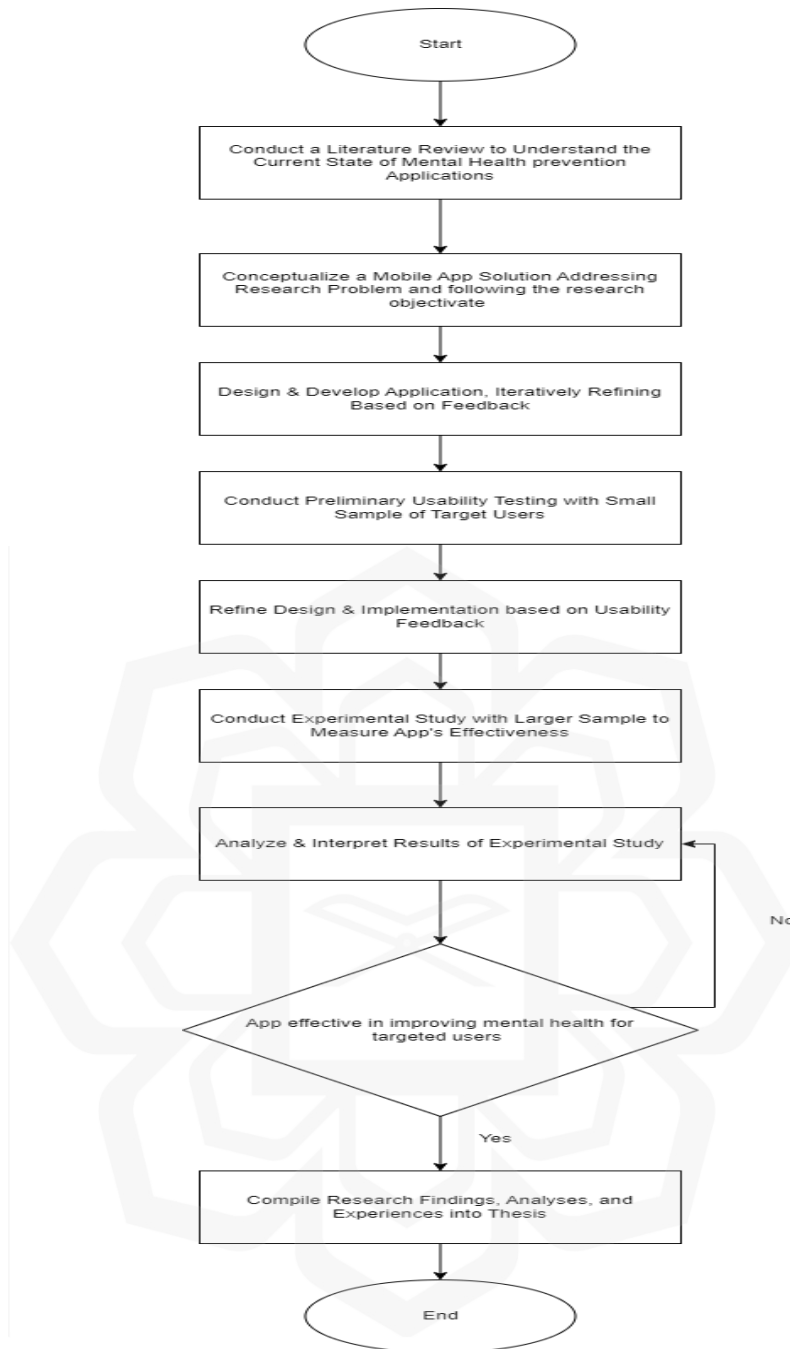 Start
Conduct a Literature Review to Understand the
Current State of Mental Health prevention
Applications
Conceptualize a Mobile App Solution Addressing
Research Problem and following the research
objectivate
Design & Develop Application, Iteratively Refining
Based on Feedback
Conduct Preliminary Usability Testing with Small
Sample of Target Users
Refine Design & Implementation based on Usability
Feedback
Conduct Experimental Study with Larger Sample to
Measure App's Effectiveness
Analyze & Interpret Results of Experimental Study
No
App effective in improving mental health for
targeted users
Yes
Compile Research Findings, Analyses, and
Experiences into Thesis
End